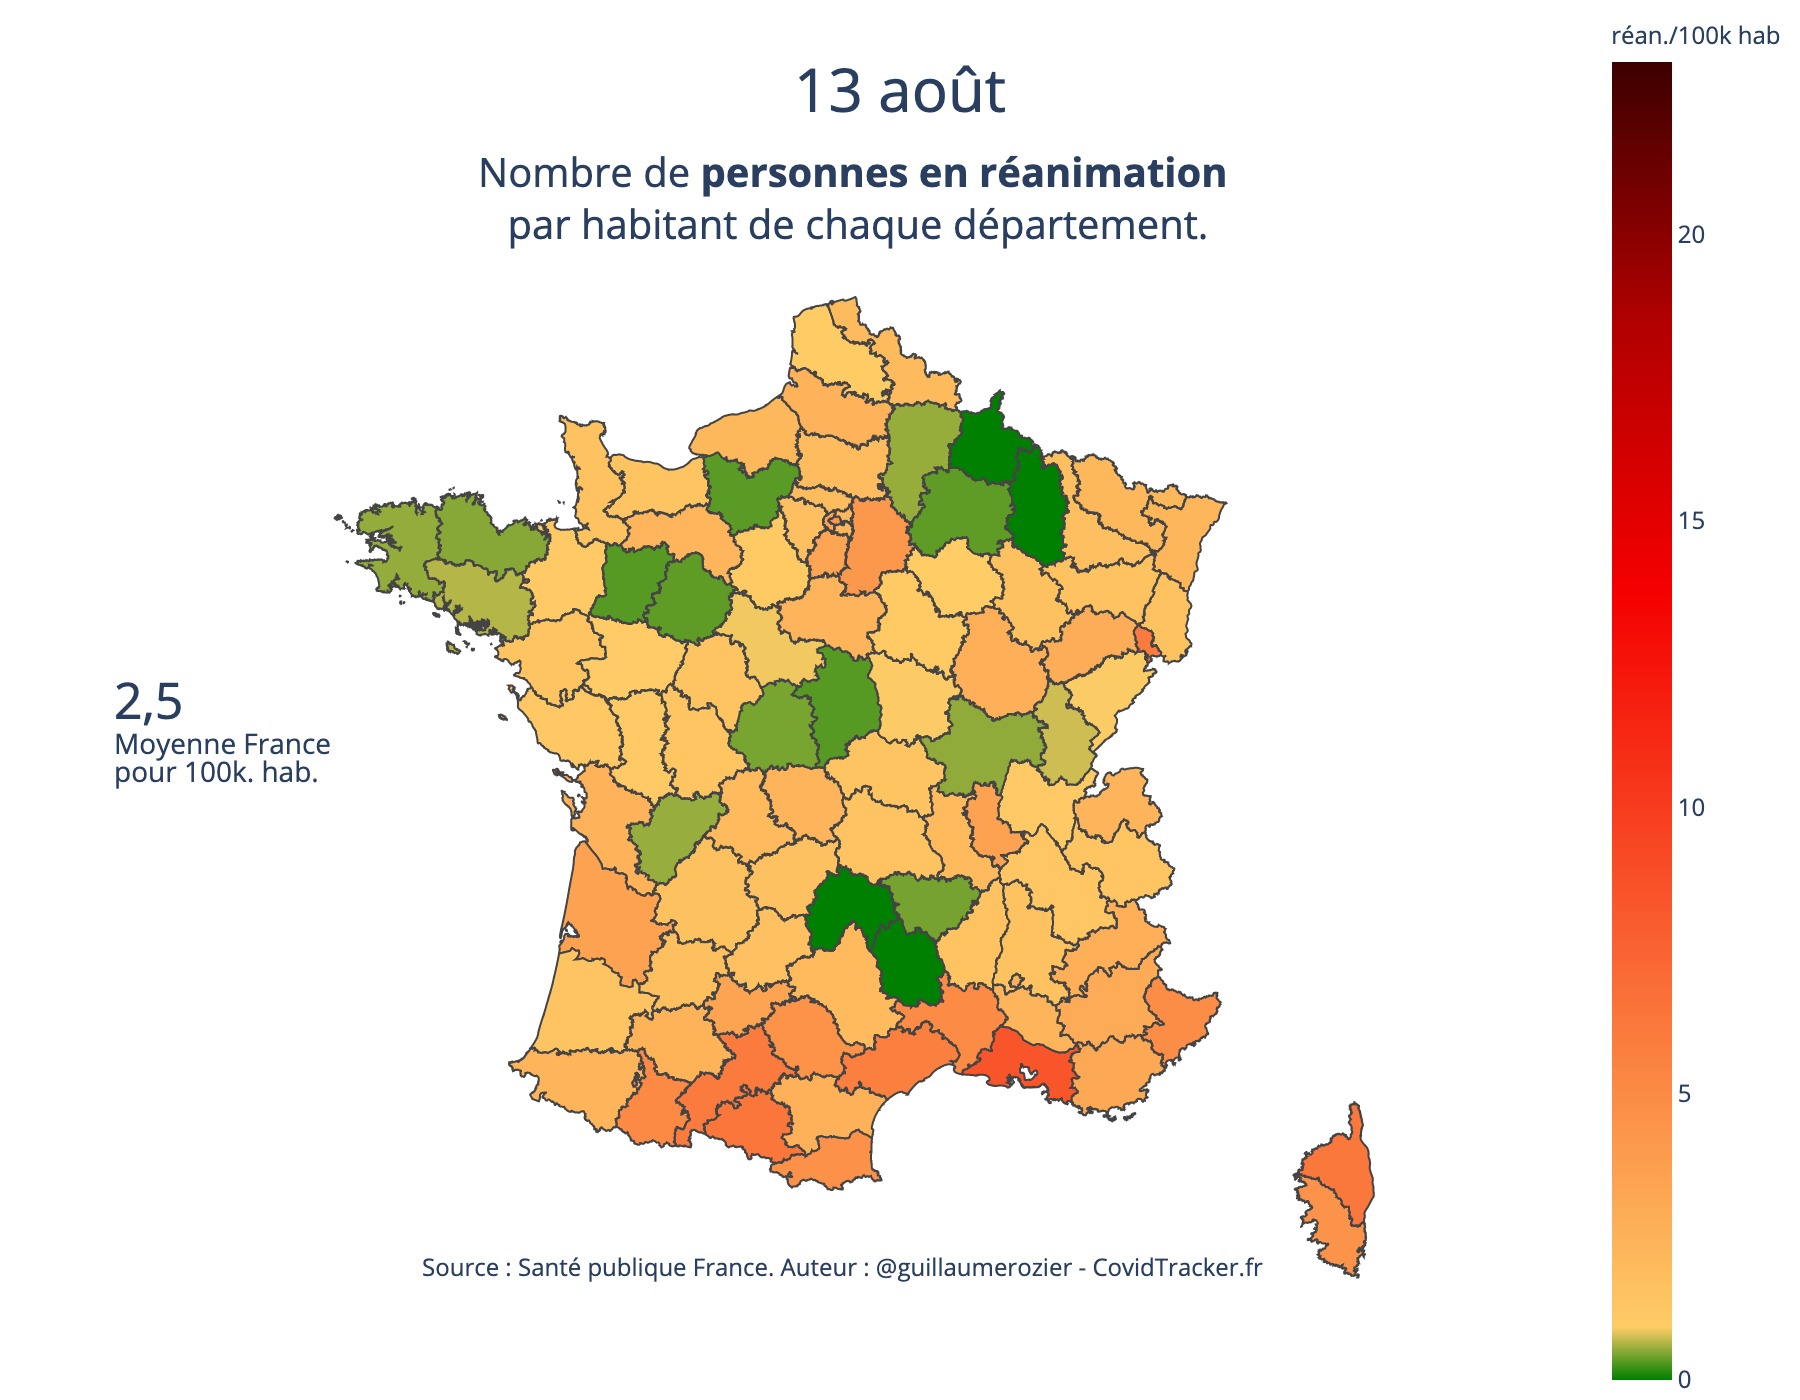 réan./100k hab
13 août
Nombre de personnes en réanimation
par habitant de chaque département.
20
15
2,5
Moyenne France
pour 100k. hab.
10
5
Source : Santé publique France. Auteur : @guillaumerozier - CovidTracker.fr
0